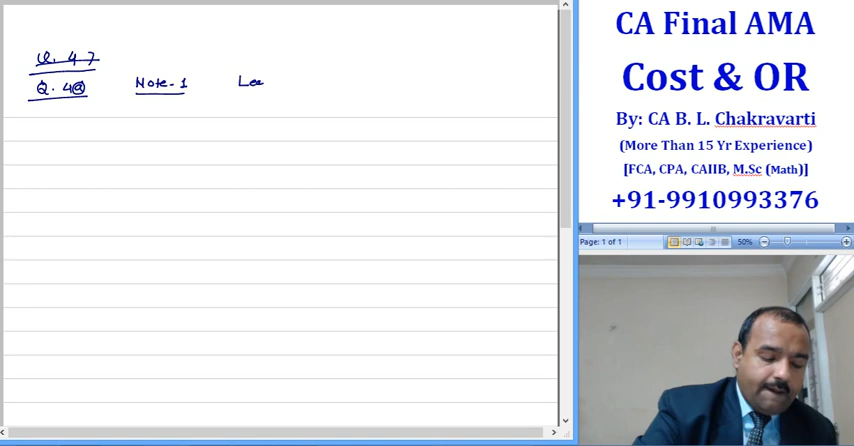 Q. 47
Q. 4(a) Note-1 Lea
CA Final AMA
Cost & OR
By: CA B. L. Chakravarti
(More Than 15 Yr Experience)
[FCA, CPA, CAIIB, M.Sc (Math)]
+91-9910993376
Page: 1 of 1
50%